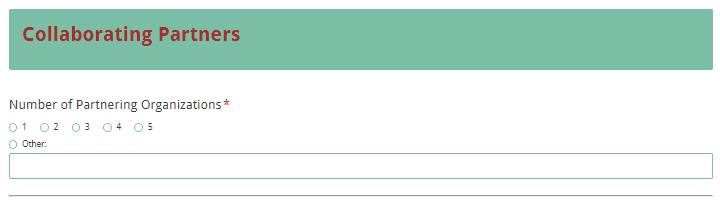 Collaborating Partners
Number of Partnering Organizations*
1 2 3 4 5
Other: